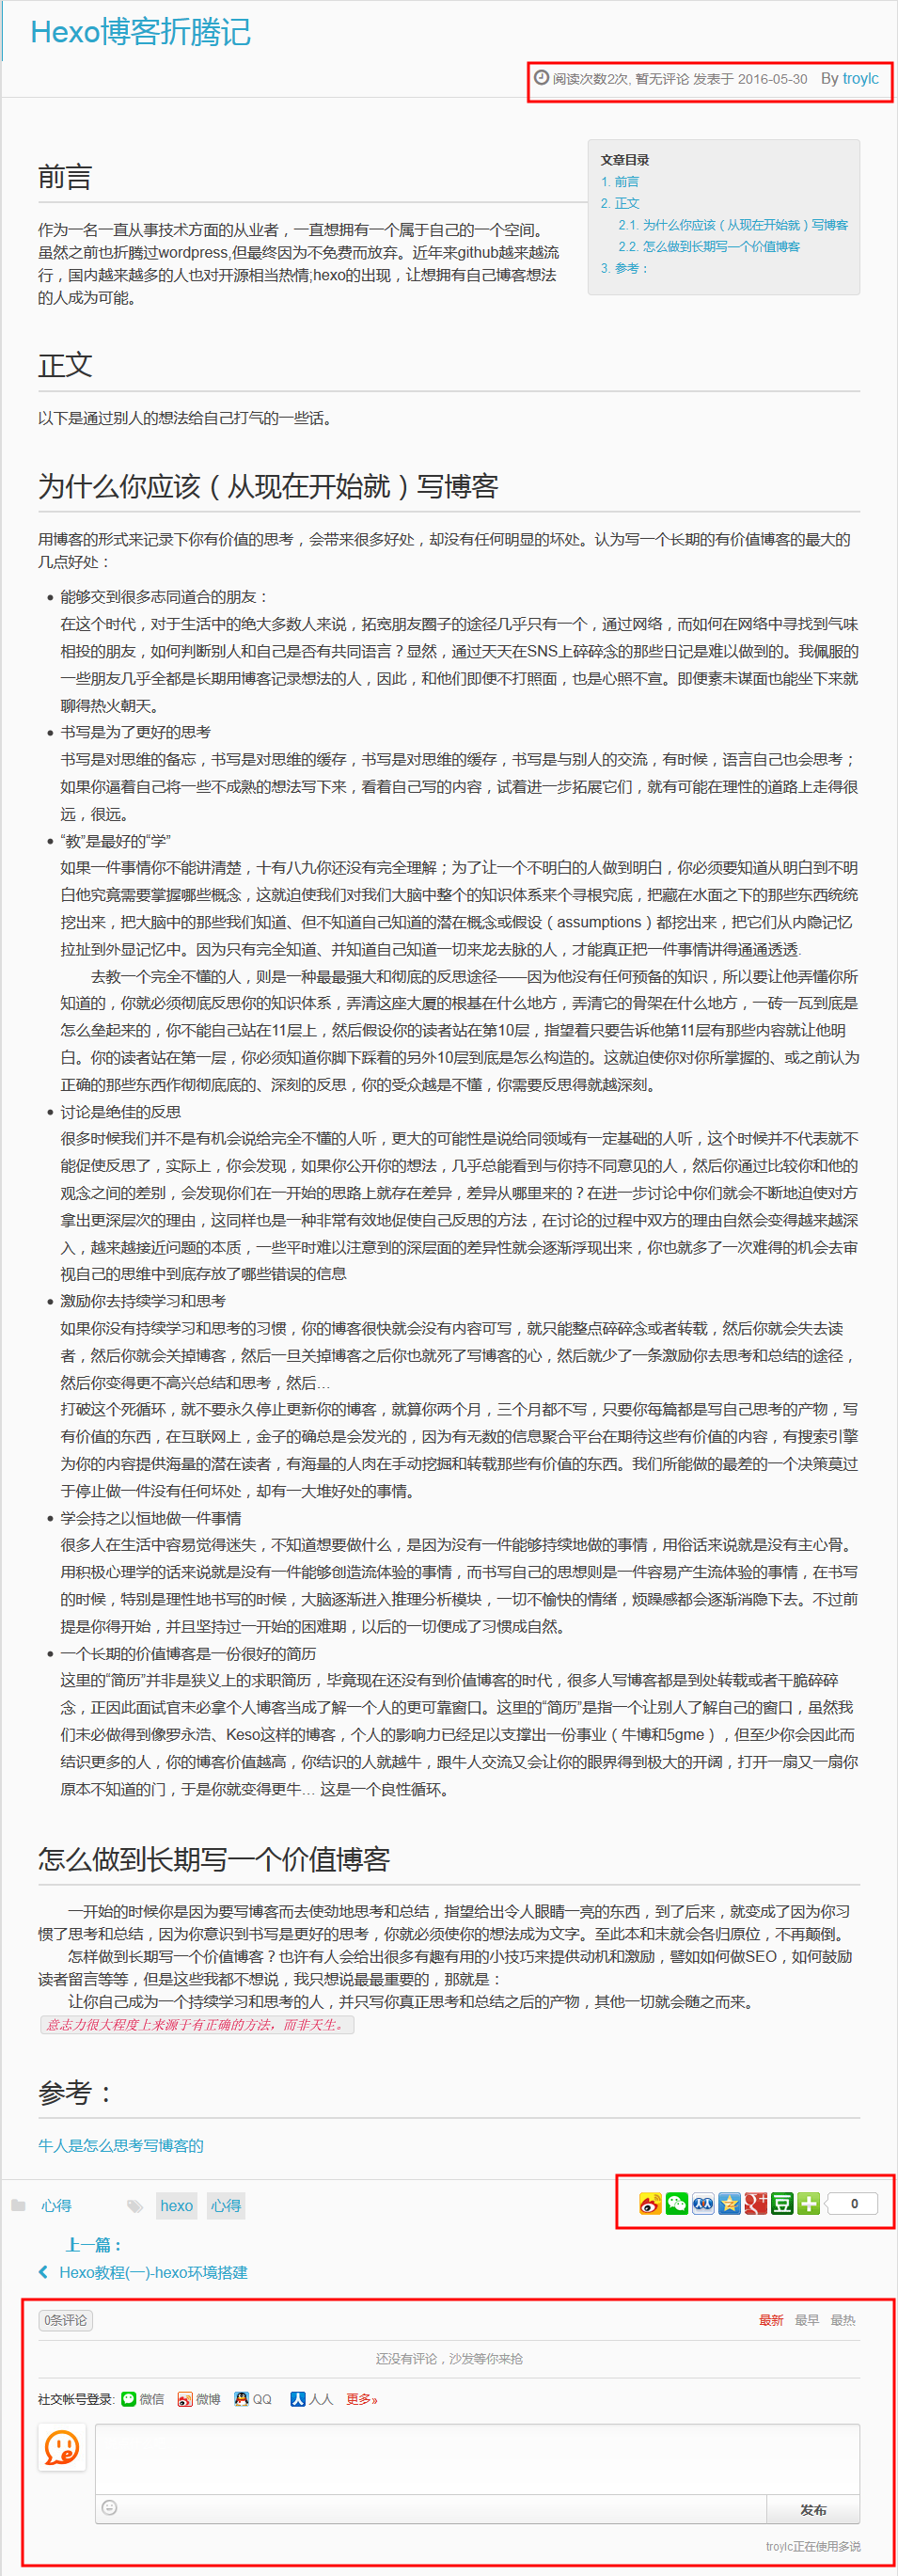 Hexo博客折腾记
阅读次数2次, 暂无评论 发表于 2016-05-30 By troylc
文章目录
1. 前言
2. 正文
2.1. 为什么你应该（从现在开始就）写博客
2.2. 怎么做到长期写一个价值博客
3. 参考：
前言
作为一名一直从事技术方面的从业者，一直想拥有一个属于自己的一个空间。
虽然之前也折腾过wordpress,但最终因为不免费而放弃。近年来github越来越流
行，国内越来越多的人也对开源相当热情;hexo的出现，让想拥有自己博客想法
的人成为可能。
正文
以下是通过别人的想法给自己打气的一些话。
为什么你应该（从现在开始就）写博客
用博客的形式来记录下你有价值的思考，会带来很多好处，却没有任何明显的坏处。认为写一个长期的有价值博客的最大的
几点好处：
能够交到很多志同道合的朋友：
在这个时代，对于生活中的绝大多数人来说，拓宽朋友圈子的途径几乎只有一个，通过网络，而如何在网络中寻找到气味
相投的朋友，如何判断别人和自己是否有共同语言？显然，通过天天在SNS上碎碎念的那些日记是难以做到的。我佩服的
一些朋友几乎全都是长期用博客记录想法的人，因此，和他们即便不打照面，也是心照不宣。即便素未谋面也能坐下来就
聊得热火朝天。
书写是为了更好的思考
书写是对思维的备忘，书写是对思维的缓存，书写是对思维的缓存，书写是与别人的交流，有时候，语言自己也会思考；
如果你逼着自己将一些不成熟的想法写下来，看着自己写的内容，试着进一步拓展它们，就有可能在理性的道路上走得很
远，很远。
“教”是最好的“学”
如果一件事情你不能讲清楚，十有八九你还没有完全理解；为了让一个不明白的人做到明白，你必须要知道从明白到不明
白他究竟需要掌握哪些概念，这就迫使我们对我们大脑中整个的知识体系来个寻根究底，把藏在水面之下的那些东西统统
挖出来，把大脑中的那些我们知道、但不知道自己知道的潜在概念或假设（assumptions）都挖出来，把它们从内隐记忆
拉扯到外显记忆中。因为只有完全知道、并知道自己知道一切来龙去脉的人，才能真正把一件事情讲得通通透透.
去教一个完全不懂的人，则是一种最最强大和彻底的反思途径——因为他没有任何预备的知识，所以要让他弄懂你所
知道的，你就必须彻底反思你的知识体系，弄清这座大厦的根基在什么地方，弄清它的骨架在什么地方，一砖一瓦到底是
怎么垒起来的，你不能自己站在11层上，然后假设你的读者站在第10层，指望着只要告诉他第11层有那些内容就让他明
白。你的读者站在第一层，你必须知道你脚下踩着的另外10层到底是怎么构造的。这就迫使你对你所掌握的、或之前认为
正确的那些东西作彻彻底底的、深刻的反思，你的受众越是不懂，你需要反思得就越深刻。
讨论是绝佳的反思
很多时候我们并不是有机会说给完全不懂的人听，更大的可能性是说给同领域有一定基础的人听，这个时候并不代表就不
能促使反思了，实际上，你会发现，如果你公开你的想法，几乎总能看到与你持不同意见的人，然后你通过比较你和他的
观念之间的差别，会发现你们在一开始的思路上就存在差异，差异从哪里来的？在进一步讨论中你们就会不断地迫使对方
拿出更深层次的理由，这同样也是一种非常有效地促使自己反思的方法，在讨论的过程中双方的理由自然会变得越来越深
入，越来越接近问题的本质，一些平时难以注意到的深层面的差异性就会逐渐浮现出来，你也就多了一次难得的机会去审
视自己的思维中到底存放了哪些错误的信息
激励你去持续学习和思考
如果你没有持续学习和思考的习惯，你的博客很快就会没有内容可写，就只能整点碎碎念或者转载，然后你就会失去读
者，然后你就会关掉博客，然后一旦关掉博客之后你也就死了写博客的心，然后就少了一条激励你去思考和总结的途径，
然后你变得更不高兴总结和思考，然后…
打破这个死循环，就不要永久停止更新你的博客，就算你两个月，三个月都不写，只要你每篇都是写自己思考的产物，写
有价值的东西，在互联网上，金子的确总是会发光的，因为有无数的信息聚合平台在期待这些有价值的内容，有搜索引擎
为你的内容提供海量的潜在读者，有海量的人肉在手动挖掘和转载那些有价值的东西。我们所能做的最差的一个决策莫过
于停止做一件没有任何坏处，却有一大堆好处的事情。
学会持之以恒地做一件事情
很多人在生活中容易觉得迷失，不知道想要做什么，是因为没有一件能够持续地做的事情，用俗话来说就是没有主心骨。
用积极心理学的话来说就是没有一件能够创造流体验的事情，而书写自己的思想则是一件容易产生流体验的事情，在书写
的时候，特别是理性地书写的时候，大脑逐渐进入推理分析模块，一切不愉快的情绪，烦躁感都会逐渐消隐下去。不过前
提是你得开始，并且坚持过一开始的困难期，以后的一切便成了习惯成自然。
一个长期的价值博客是一份很好的简历
这里的“简历”并非是狭义上的求职简历，毕竟现在还没有到价值博客的时代，很多人写博客都是到处转载或者干脆碎碎
念，正因此面试官未必拿个人博客当成了解一个人的更可靠窗口。这里的“简历”是指一个让别人了解自己的窗口，虽然我
们未必做得到像罗永浩、Keso这样的博客，个人的影响力已经足以支撑出一份事业（牛博和5gme），但至少你会因此而
结识更多的人，你的博客价值越高，你结识的人就越牛，跟牛人交流又会让你的眼界得到极大的开阔，打开一扇又一扇你
原本不知道的门，于是你就变得更牛… 这是一个良性循环。
怎么做到长期写一个价值博客
一开始的时候你是因为要写博客而去使劲地思考和总结，指望给出令人眼睛一亮的东西，到了后来，就变成了因为你习
惯了思考和总结，因为你意识到书写是更好的思考，你就必须使你的想法成为文字。至此本和末就会各归原位，不再颠倒。
怎样做到长期写一个价值博客？也许有人会给出很多有趣有用的小技巧来提供动机和激励，譬如如何做SEO，如何鼓励
读者留言等等，但是这些我都不想说，我只想说最最重要的，那就是：
让你自己成为一个持续学习和思考的人，并只写你真正思考和总结之后的产物，其他一切就会随之而来。
意志力很大程度上来源于有正确的方法，而非天生。
参考：
牛人是怎么思考写博客的
心得 hexo 心得
豆 0
上一篇：
Hexo教程(一)-hexo环境搭建
0条评论 最新 最早 最热
还没有评论，沙发等你来抢
社交帐号登录: 微信 微博 QQ 人人 更多»
发布
troylc正在使用多说